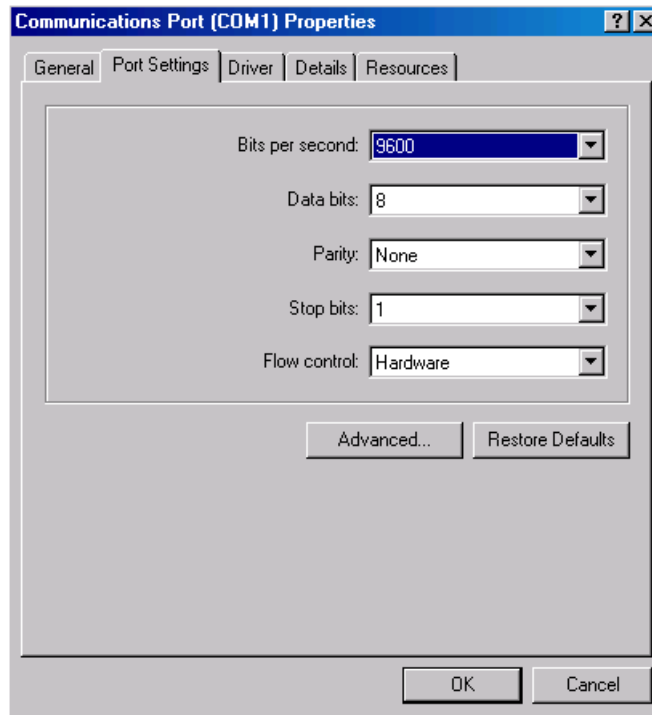 Communications Port (COM1) Properties
General Port Settings Driver Details Resources
Bits per second: 9600
Data bits: 8
Parity: None
Stop bits: 1
Flow control: Hardware
Advanced... Restore Defaults
OK Cancel